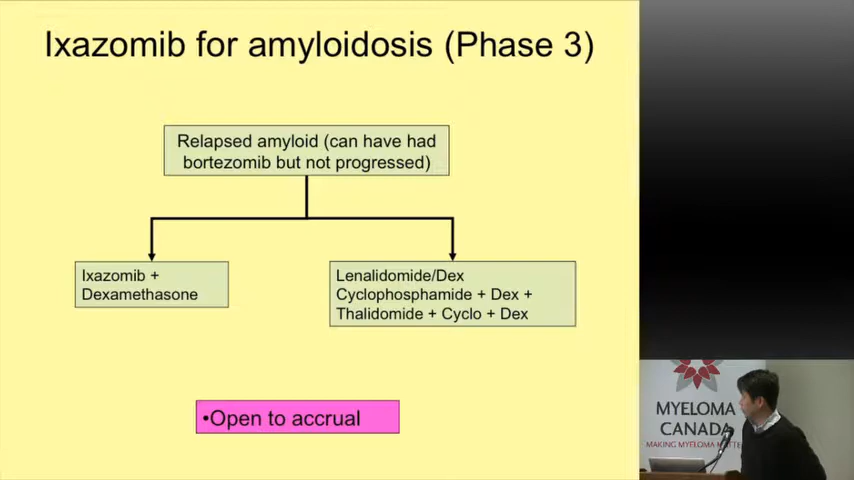 Ixazomib for amyloidosis (Phase 3)
Relapsed amyloid (can have had
bortezomib but not progressed)
Ixazomib +
Dexamethasone
Lenalidomide/Dex
Cyclophosphamide + Dex +
Thalidomide + Cyclo + Dex
•Open to accrual
MYELOMA
CANADA
MAKING MYELOMA